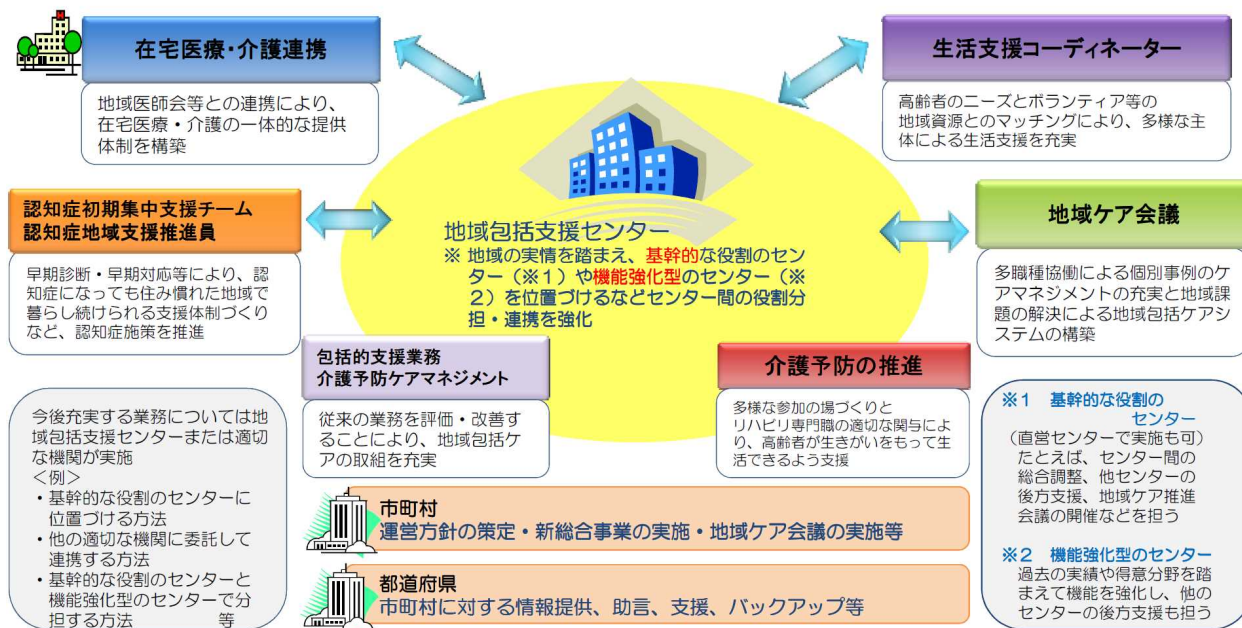 在宅医療・介護連携
地域医師会等との連携により、
在宅医療・介護の一体的な提供
体制を構築
生活支援コーディネーター
高齢者のニーズとボランティア等の
地域資源とのマッチングにより、多様な主
体による生活支援を充実
認知症初期集中支援チーム
認知症地域支援推進員
早期診断・早期対応等により、認
知症になっても住み慣れた地域で
暮らし続けられる支援体制づくり
など、認知症施策を推進
地域包括支援センター
※ 地域の実情を踏まえ、基幹的な役割のセン
ター（※１）や機能強化型のセンター（※
２）を位置づけるなどセンター間の役割分
担・連携を強化
地域ケア会議
多職種協働による個別事例のケ
アマネジメントの充実と地域課
題の解決による地域包括ケアシ
ステムの構築
包括的支援業務
介護予防ケアマネジメント
従来の業務を評価・改善す
ることにより、地域包括ケ
アの取組を充実
介護予防の推進
多様な参加の場づくりと
リハビリ専門職の適切な関与によ
り、高齢者が生きがいをもって生
活できるよう支援
今後充実する業務については地
域包括支援センターまたは適切
な機関が実施
＜例＞
・基幹的な役割のセンターに
位置づける方法
・他の適切な機関に委託して
連携する方法
・基幹的な役割のセンターと
機能強化型のセンターで分
担する方法 等
市町村
運営方針の策定・新総合事業の実施・地域ケア会議の実施等
都道府県
市町村に対する情報提供、助言、支援、バックアップ等
※１ 基幹的な役割の
センター
（直営センターで実施も可）
たとえば、センター間の
総合調整、他センターの
後方支援、地域ケア推進
会議の開催などを担う
※２ 機能強化型のセンター
過去の実績や得意分野を踏
まえて機能を強化し、他の
センターの後方支援も担う